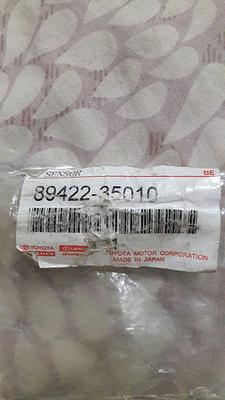 SENSOR BE
89422-35010
TOYOTA TOYOTA MOTOR CORPORATION
MADE IN JAPAN